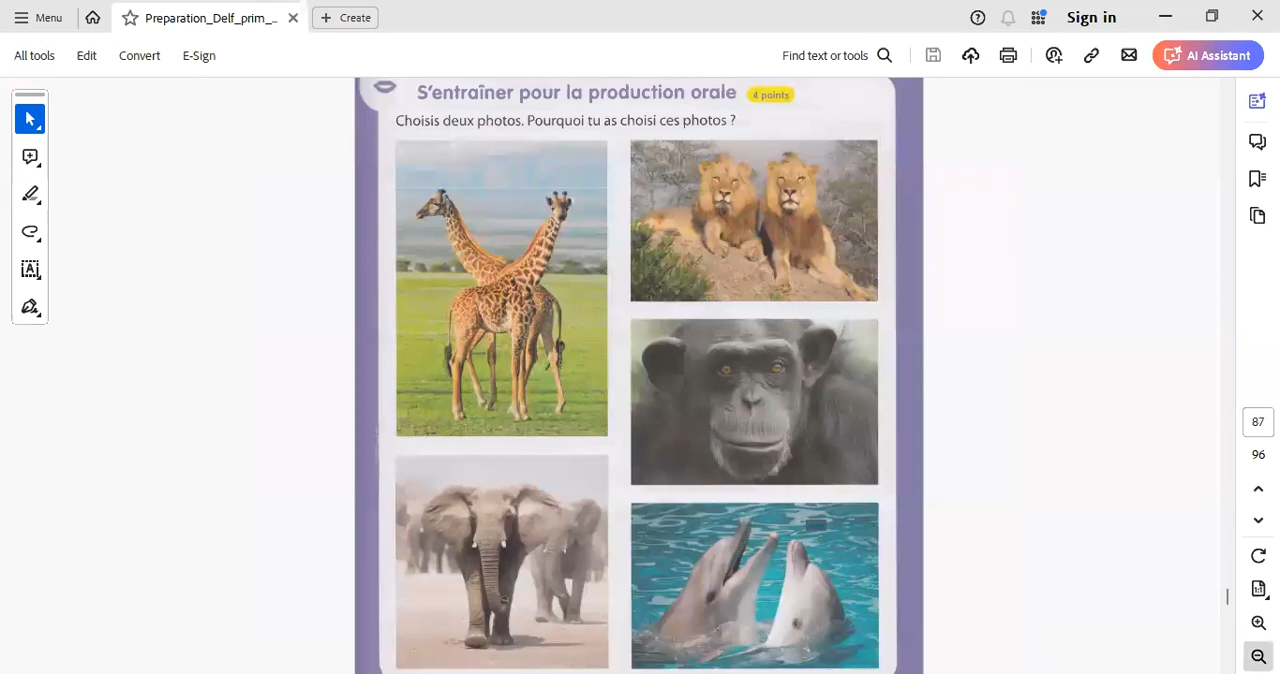 Menu
Preparation_Delf_prim_...
Create
Sign in
All tools
Edit
Convert
E-Sign
Find text or tools
AI Assistant
S'entraîner pour la production orale 4 points
Choisis deux photos. Pourquoi tu as choisi ces photos ?
87
96